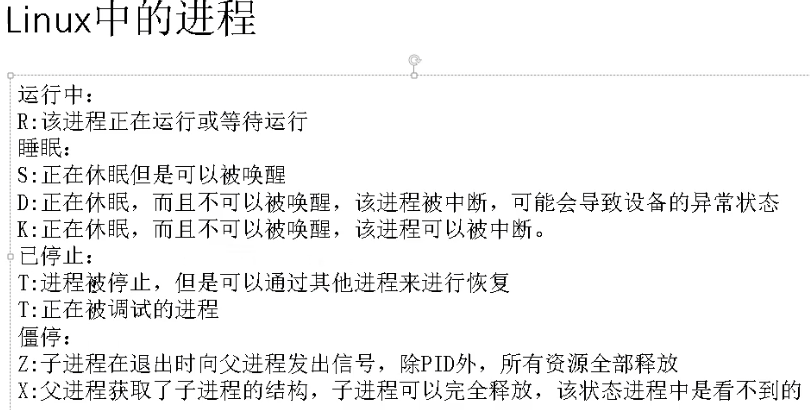 Linux中的进程
运行中:
R:该进程正在运行或等待运行
睡眠:
S:正在休眠但是可以被唤醒
D:正在休眠，而且不可以被唤醒，该进程被中断，可能会导致设备的异常状态
K:正在休眠，而且不可以被唤醒，该进程可以被中断。
已停止:
T:进程被停止，但是可以通过其他进程来进行恢复
T:正在被调试的进程
僵停:
Z:子进程在退出时向父进程发出信号，除PID外，所有资源全部释放
X:父进程获取了子进程的结构，子进程可以完全释放，该状态进程中是看不到的